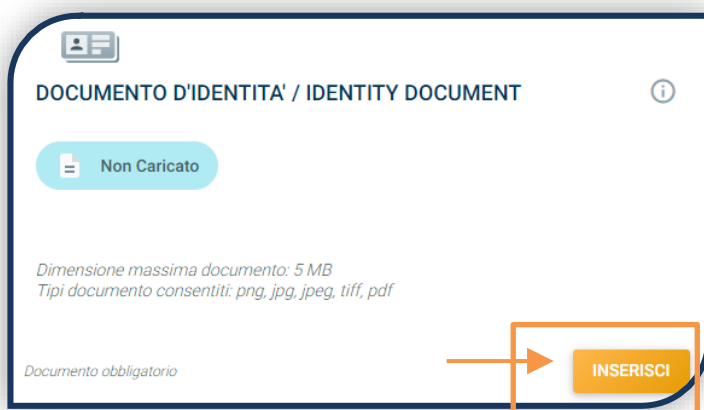 DOCUMENTO D'IDENTITA' / IDENTITY DOCUMENT
Non Caricato
Dimensione massima documento: 5 MB
Tipi documento consentiti: png, jpg, jpeg, tiff, pdf
Documento obbligatorio
INSERISCI